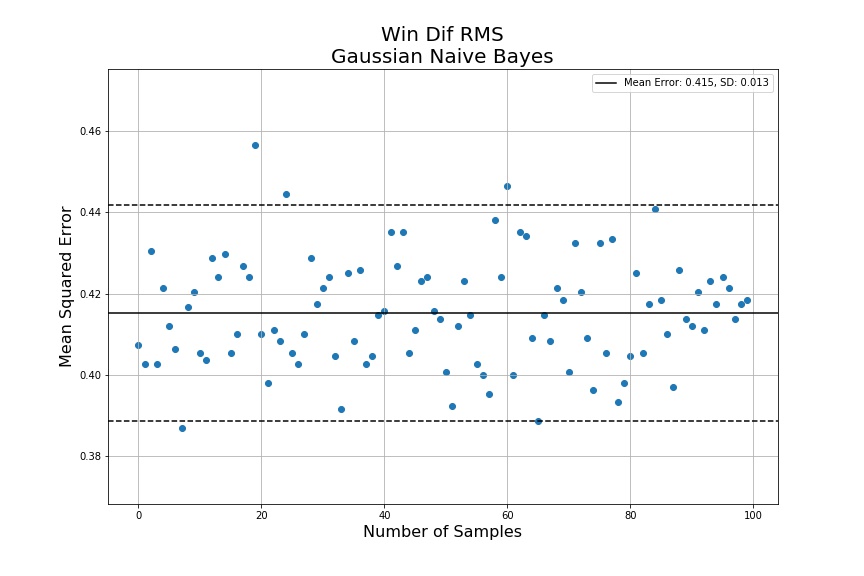 Win Dif RMS
Gaussian Naive Bayes
Mean Error: 0.415, SD: 0.013
Mean Squared Error
0.46
0.44
0.42
0.40
0.38
0 20 40 60 80 100
Number of Samples